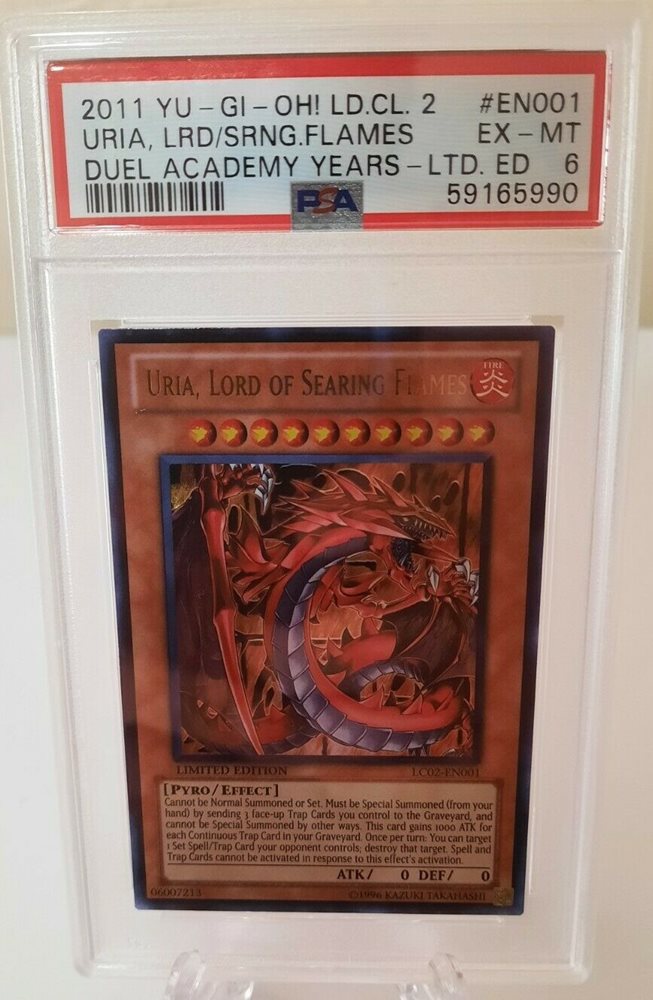 2011 YU-GI-OH! LD.CL. 2 #EN001
URIA, LRD/SRNG.FLAMES EX-MT
DUEL ACADEMY YEARS-LTD. ED 6
PSA 59165990
URIA, LORD OF SEARING FLAMES
FIRE
炎
LIMITED EDITION LC02-EN001
[PYRO/EFFECT]
Cannot be Normal Summoned or Set. Must be Special Summoned (from your
hand) by sending 3 face-up Trap Cards you control to the Graveyard, and
cannot be Special Summoned by other ways. This card gains 1000 ATK for
each Continuous Trap Card in your Graveyard. Once per turn: You can target
1 Set Spell/Trap Card your opponent controls; destroy that target. Spell and
Trap Cards cannot be activated in response to this effect's activation.
ATK/ 0 DEF/ 0
06007213 ©1996 KAZUKI TAKAHASHI